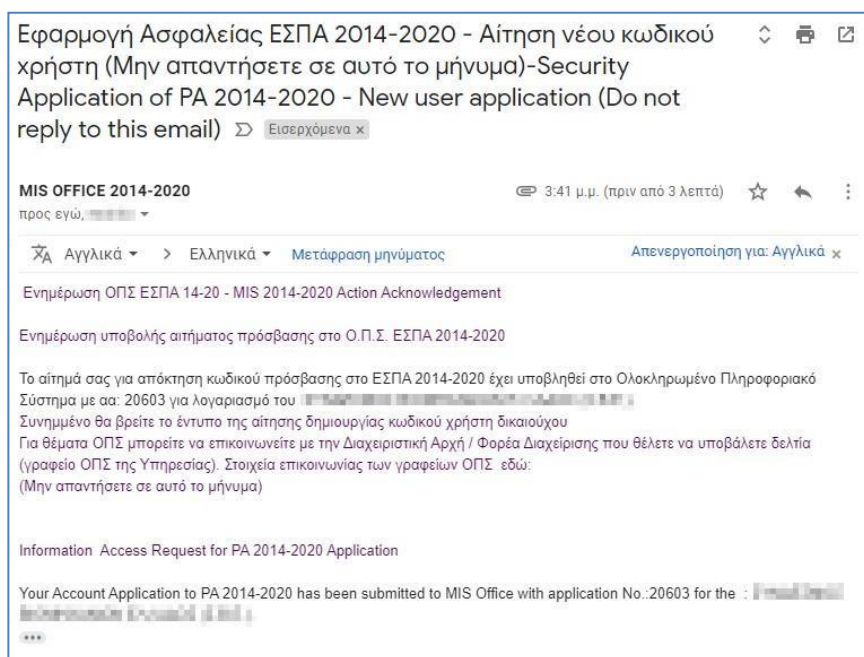 Εφαρμογή Ασφαλείας ΕΣΠΑ 2014-2020 - Αίτηση νέου κωδικού
χρήστη (Μην απαντήσετε σε αυτό το μήνυμα)-Security
Application of PA 2014-2020 - New user application (Do not
reply to this email) Εισερχόμενα x
MIS OFFICE 2014-2020 3:41 μ.μ. (πριν από 3 λεπτά)
προς εγώ,
Αγγλικά > Ελληνικά Μετάφραση μηνύματος Απενεργοποίηση για: Αγγλικά x
Ενημέρωση ΟΠΣ ΕΣΠΑ 14-20 - MIS 2014-2020 Action Acknowledgement
Ενημέρωση υποβολής αιτήματος πρόσβασης στο Ο.Π.Σ. ΕΣΠΑ 2014-2020
Το αίτημά σας για απόκτηση κωδικού πρόσβασης στο ΕΣΠΑ 2014-2020 έχει υποβληθεί στο Ολοκληρωμένο Πληροφοριακό
Σύστημα με αα: 20603 για λογαριασμό του
Συνημμένο θα βρείτε το έντυπο της αίτησης δημιουργίας κωδικού χρήστη δικαιούχου
Για θέματα ΟΠΣ μπορείτε να επικοινωνείτε με την Διαχειριστική Αρχή / Φορέα Διαχείρισης που θέλετε να υποβάλετε δελτία
(γραφείο ΟΠΣ της Υπηρεσίας). Στοιχεία επικοινωνίας των γραφείων ΟΠΣ εδώ:
(Μην απαντήσετε σε αυτό το μήνυμα)
Information Access Request for PA 2014-2020 Application
Your Account Application to PA 2014-2020 has been submitted to MIS Office with application No.:20603 for the :